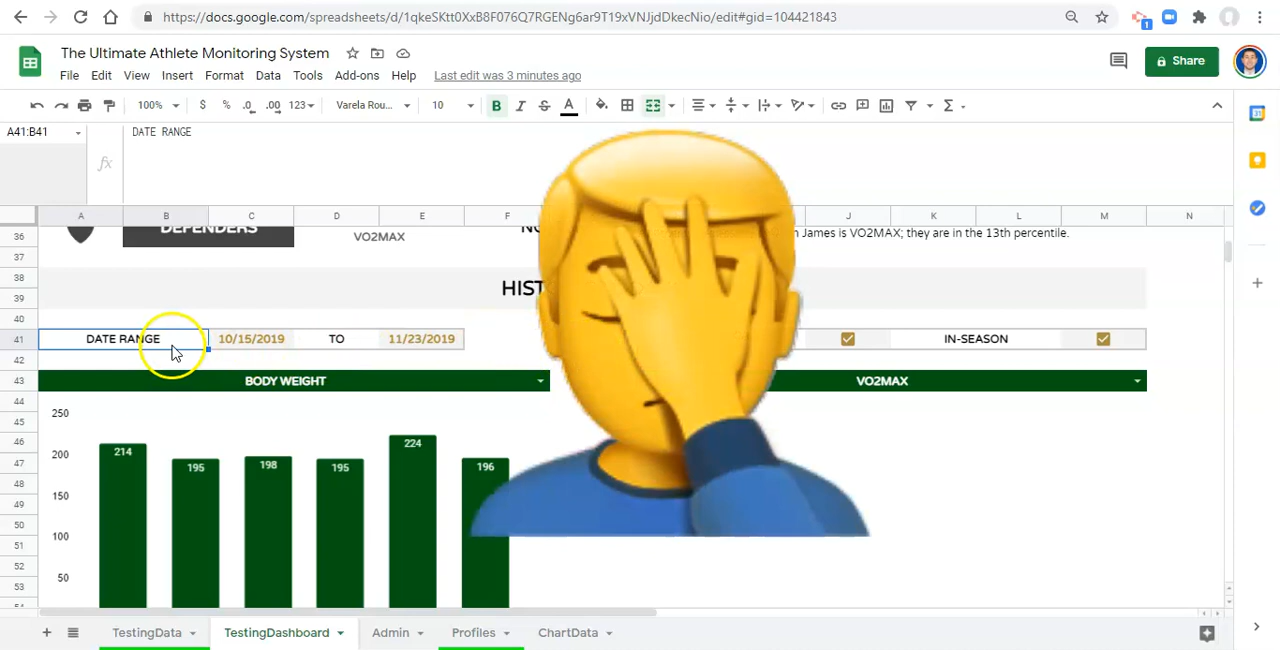 https://docs.google.com/spreadsheets/d/1qkeSKtt0XxB8F076Q7RGENg6ar9T19xVNJjdDkecNio/edit#gid=104421843
1
The Ultimate Athlete Monitoring System
File Edit View Insert Format Data Tools Add-ons Help Last edit was 3 minutes ago
Share
100% $ % .0 .00 123 Varela Rou... 10 B I S A Σ
31
A41:B41
fx DATE RANGE
A B C D E F J K L M N
36 DEFENDERS VO2MAX James is VO2MAX; they are in the 13th percentile.
37
38
39 HIST
40
41 DATE RANGE 10/15/2019 TO 11/23/2019 IN-SEASON
42
43 BODY WEIGHT VO2MAX
44 250
45
46 214 195 198 195 224 196
47 200
48
49 150
50
51 100
52
53 50
TestingData TestingDashboard Admin Profiles ChartData